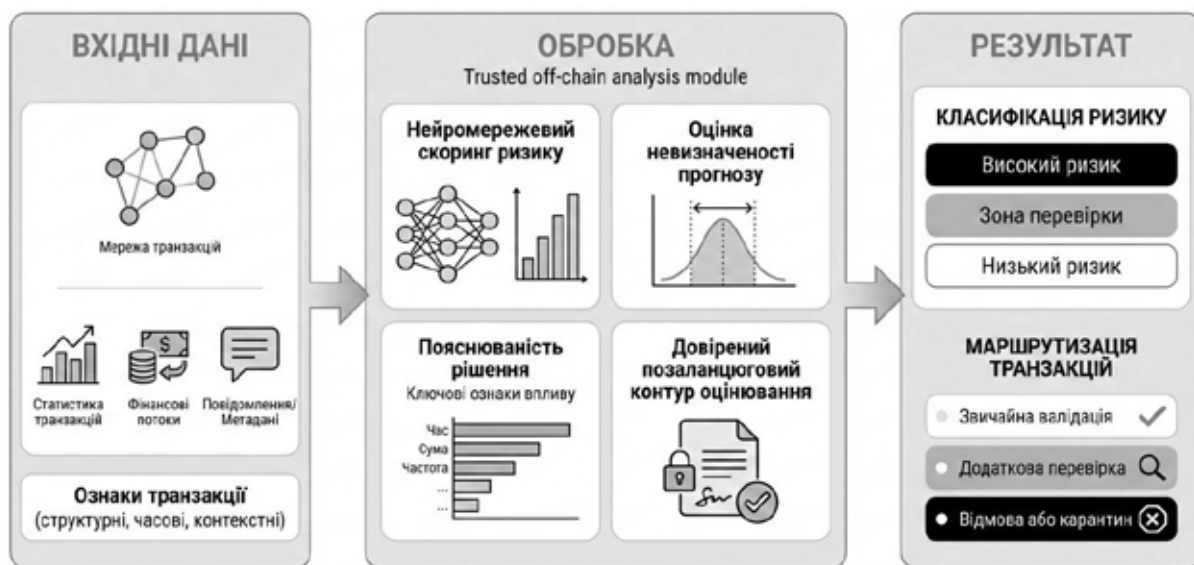 ВХІДНІ ДАНІ
Мережа транзакцій
$
Статистика
транзакцій
Фінансові
потоки
Повідомлення/
Метадані
Ознаки транзакції
(структурні, часові, контекстні)
ОБРОБКА
Trusted off-chain analysis module
Нейромережевий
скоринг ризику
Оцінка
невизначеності
прогнозу
Пояснюваність
рішення
Ключові ознаки впливу
Час
Сума
Частота
...
...
Довірений
позаланцюговий
контур оцінювання
РЕЗУЛЬТАТ
КЛАСИФІКАЦІЯ РИЗИКУ
Високий ризик
Зона перевірки
Низький ризик
МАРШРУТИЗАЦІЯ
ТРАНЗАКЦІЙ
Звичайна валідація
Додаткова перевірка
Відмова або карантин